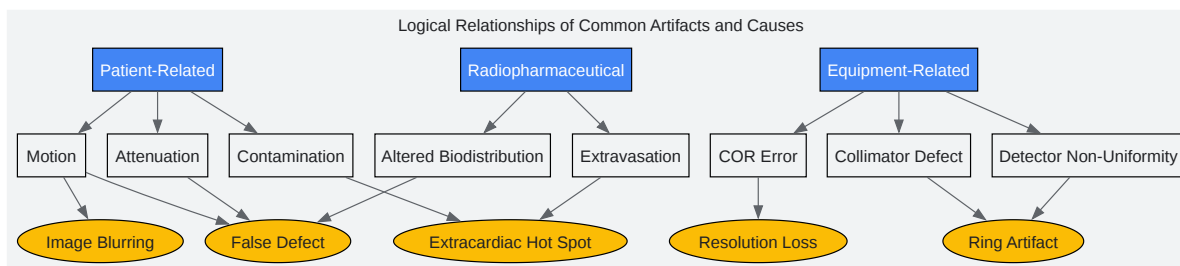 Logical Relationships of Common Artifacts and Causes
Patient-Related
Radiopharmaceutical
Equipment-Related
Motion
Attenuation
Contamination
Altered Biodistribution
Extravasation
COR Error
Collimator Defect
Detector Non-Uniformity
Image Blurring
False Defect
Extracardiac Hot Spot
Resolution Loss
Ring Artifact